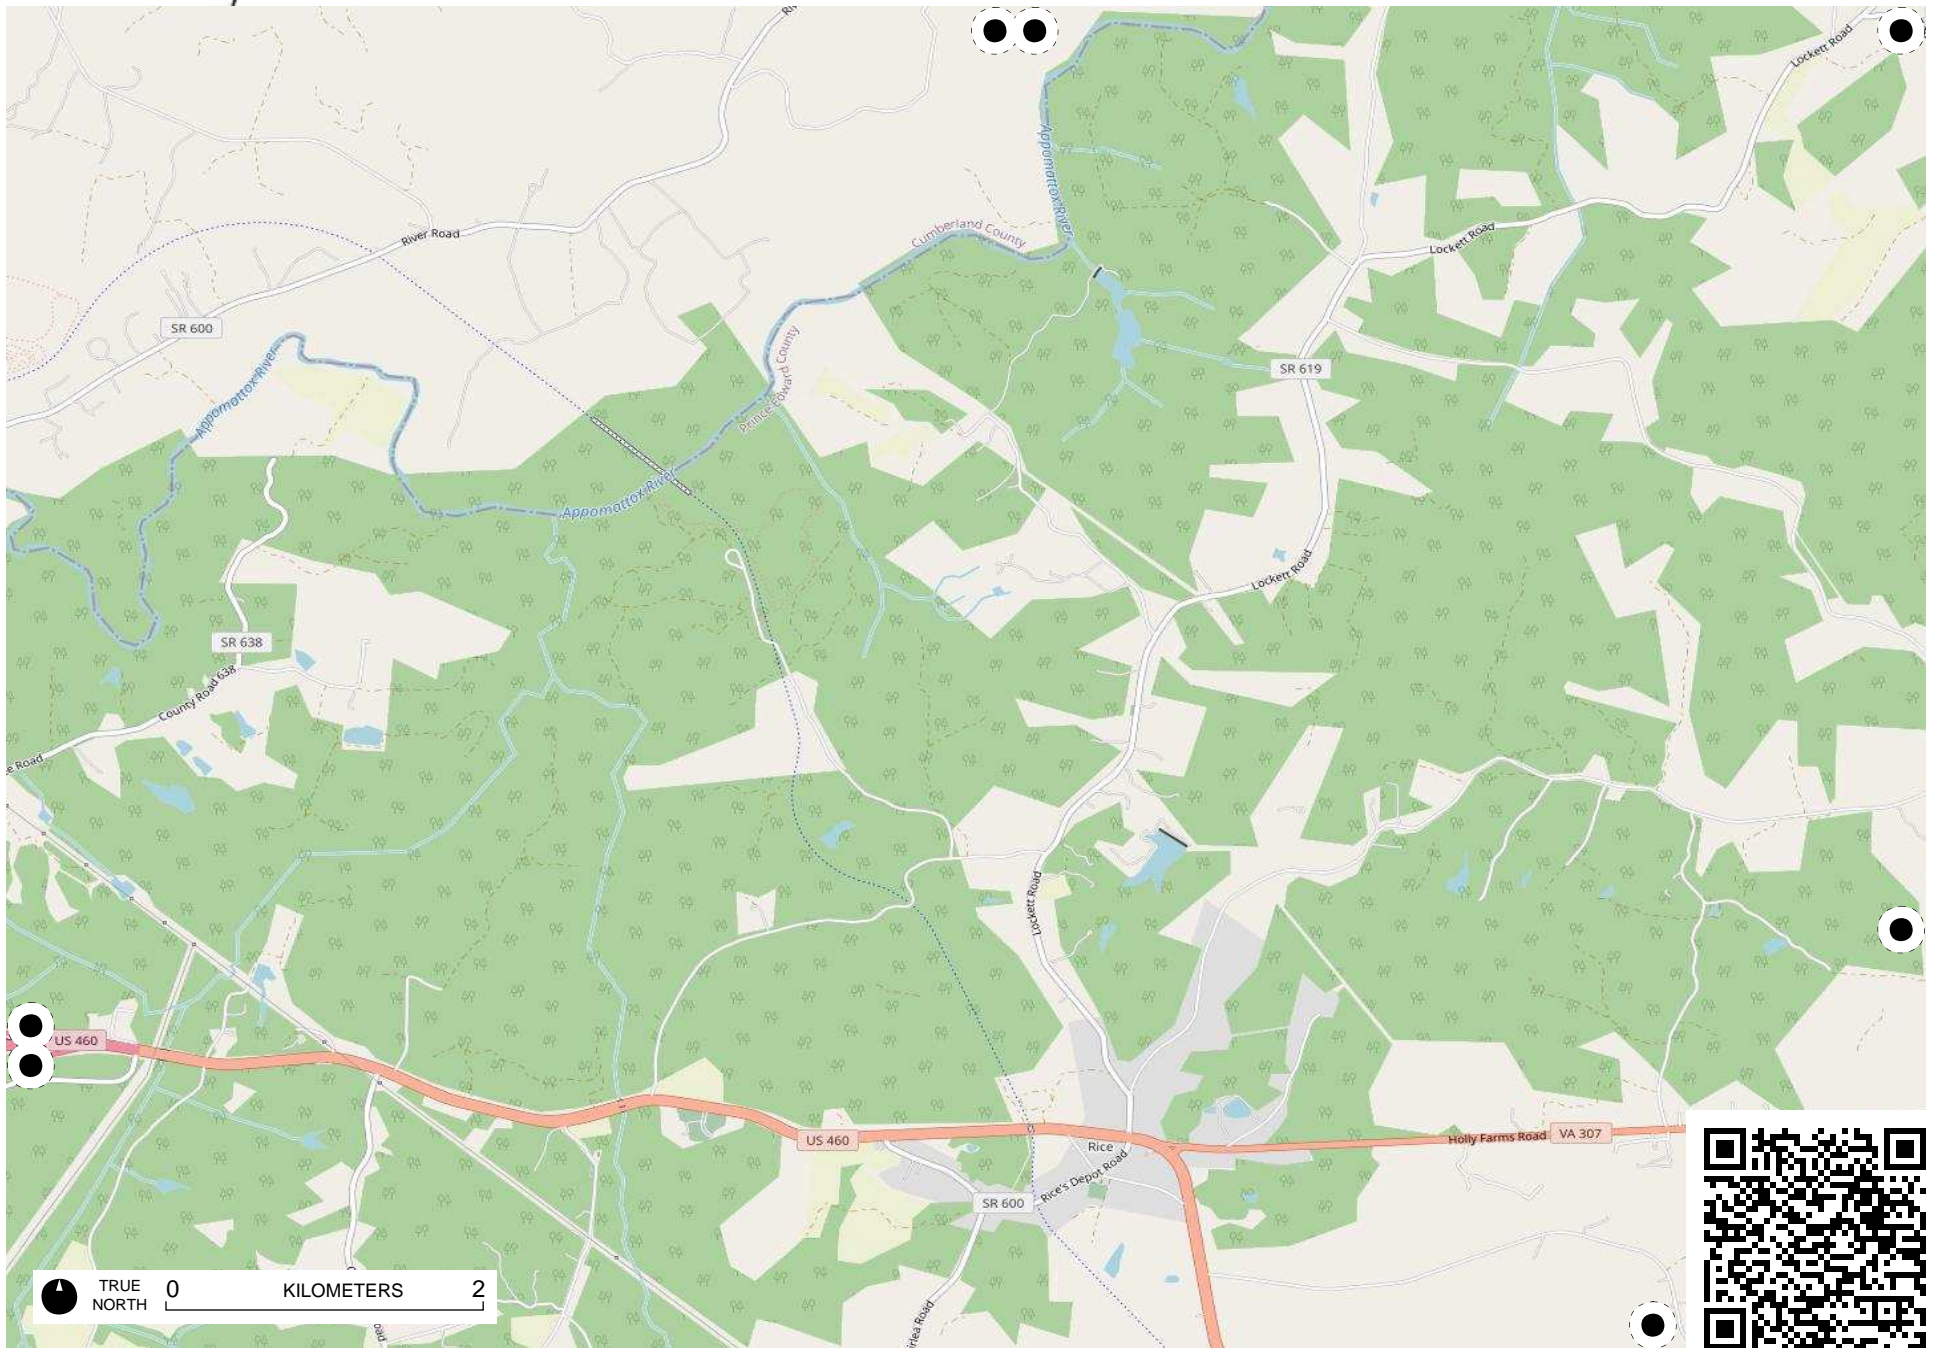 Lockett Road
Appomattox River
Cumberland County
River Road
Lockett Road
SR 600
Prince Edward County
SR 619
Appomattox River
Appomattox River
Lockett Road
SR 638
County Road 638
Road
Lockett Road
US 460
US 460
Rice
Holly Farms Road
VA 307
Rice's Depot Road
SR 600
TRUE
NORTH
0 KILOMETERS 2